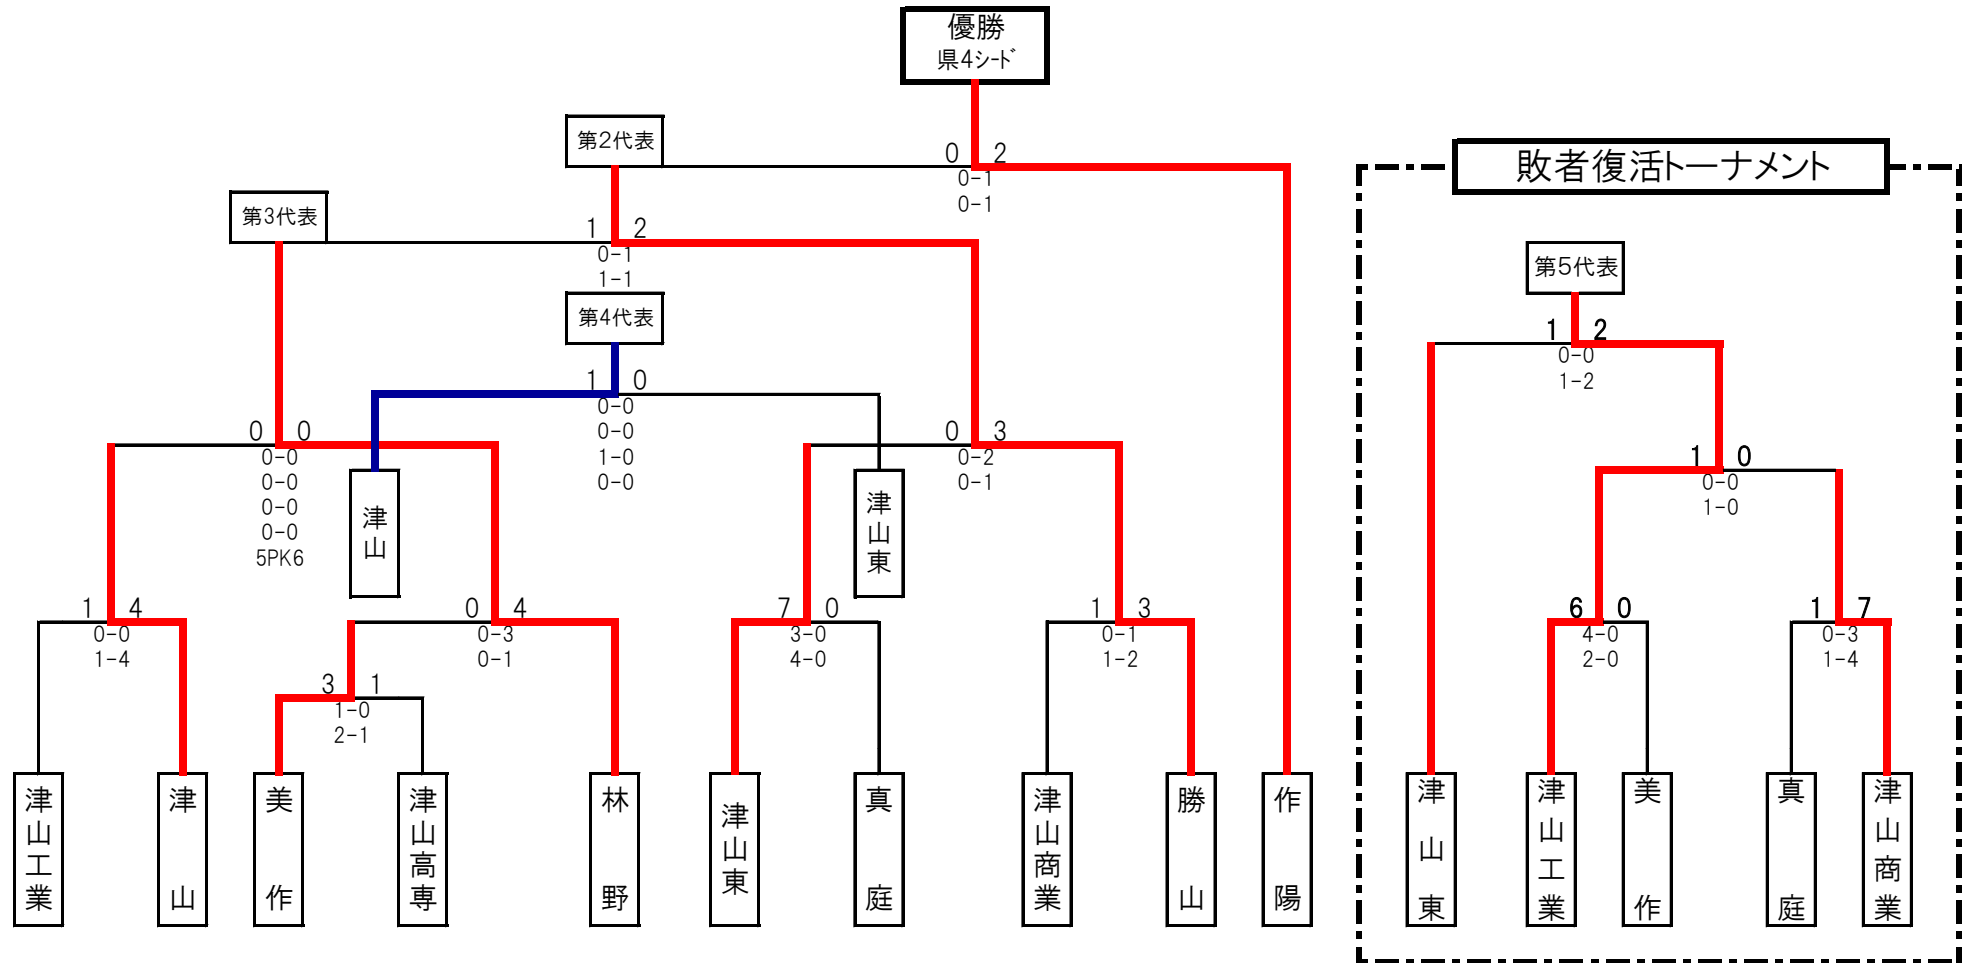 優勝
県4シード
第2代表
0 2
0-1
0-1
敗者復活トーナメント
第3代表
1 2
0-1
1-1
第4代表
第5代表
1 2
0-0
1-2
1 0
0-0
0-0
1-0
0-0
0 0
0-0
0-0
0-0
0-0
5PK6
0 3
0-2
0-1
1 0
0-0
1-0
津山
津山東
1 4
0-0
1-4
0 4
0-3
0-1
7 0
3-0
4-0
1 3
0-1
1-2
6 0
4-0
2-0
1 7
0-3
1-4
3 1
1-0
2-1
津山工業
津山
美作
津山高専
林野
津山東
真庭
津山商業
勝山
作陽
津山東
津山工業
美作
真庭
津山商業